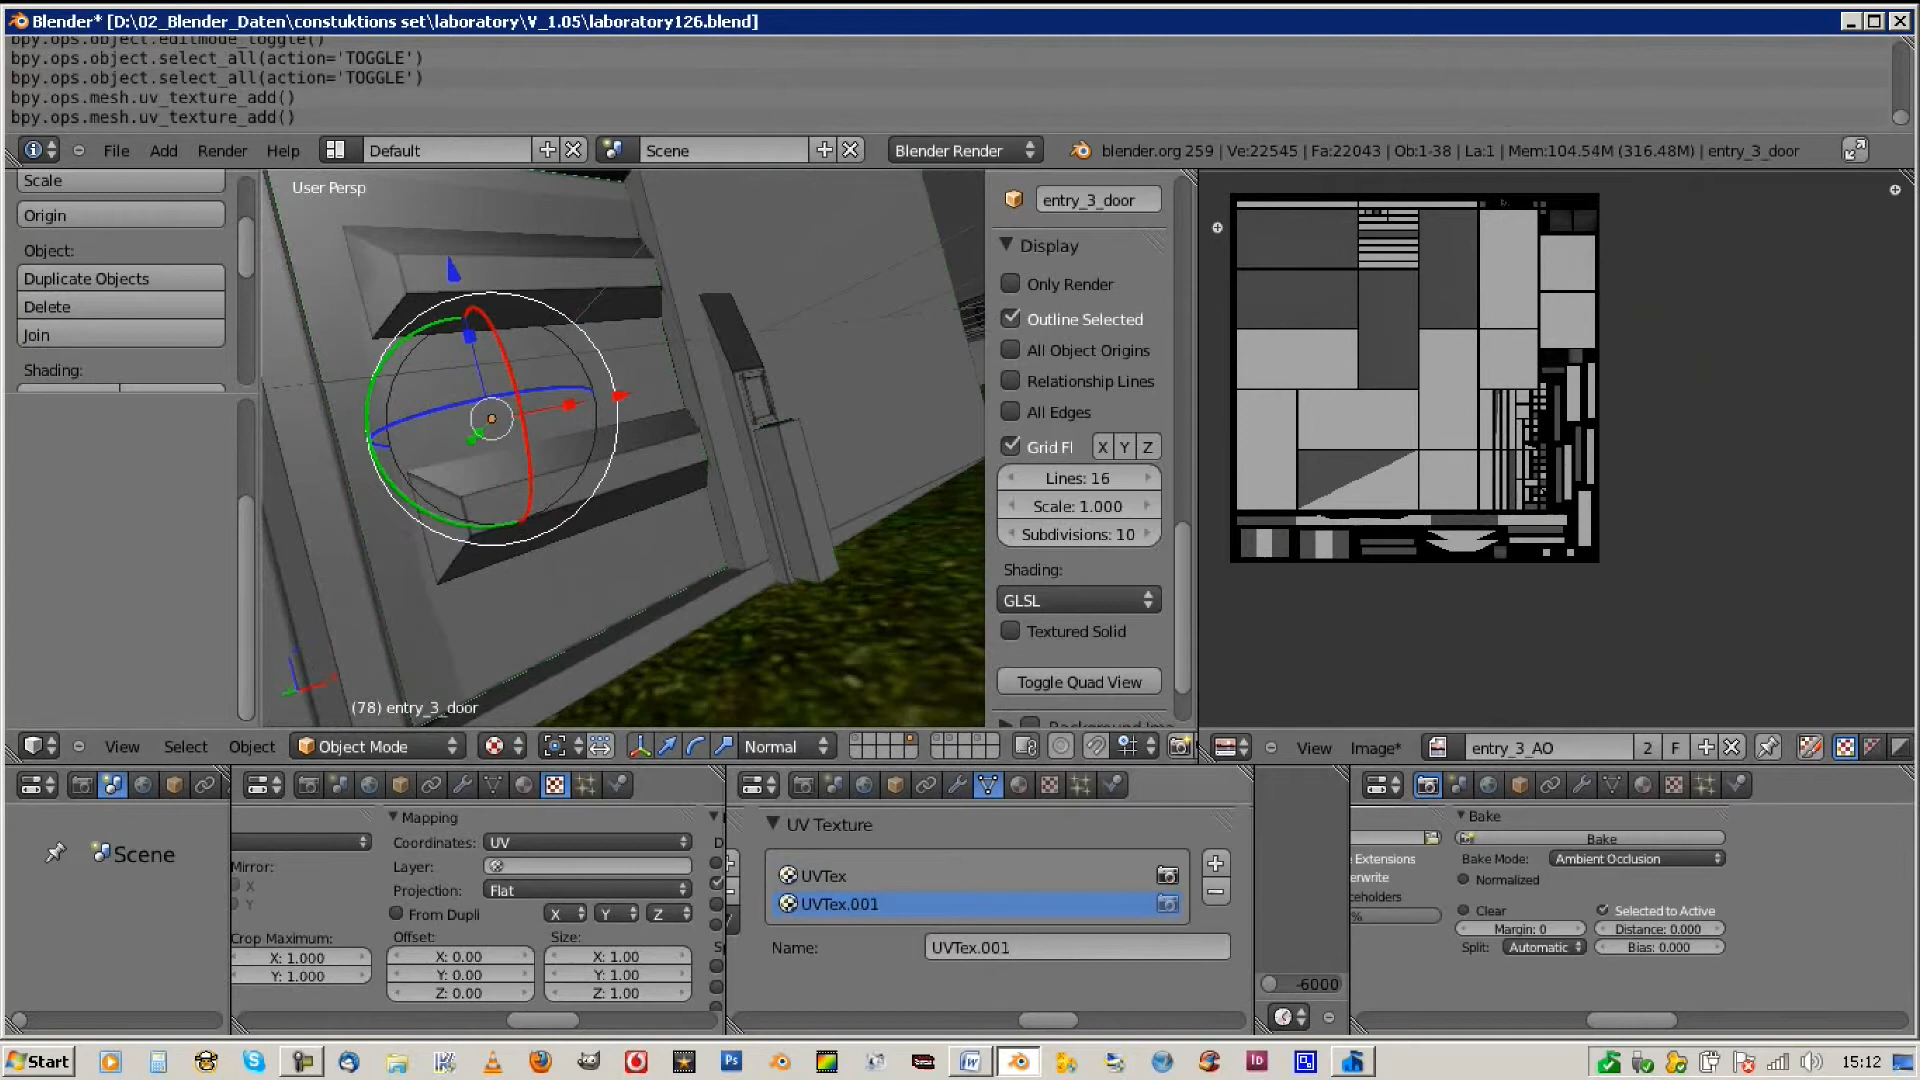 Blender* [D:\02_Blender_Daten\constuktions set\laboratory\V_1.05\laboratory126.blend]
bpy.ops.object.editmode_toggle()
bpy.ops.object.select_all(action='TOGGLE')
bpy.ops.object.select_all(action='TOGGLE')
bpy.ops.mesh.uv_texture_add()
bpy.ops.mesh.uv_texture_add()
File Add Render Help Default Scene Blender Render blender.org 259 | Ve:22545 | Fa:22043 | Ob:1-38 | La:1 | Mem:104.54M (316.48M) | entry_3_door
Scale
Origin
Object:
Duplicate Objects
Delete
Join
Shading:
User Persp
(78) entry_3_door
entry_3_door
Display
Only Render
Outline Selected
All Object Origins
Relationship Lines
All Edges
Grid Fl X Y Z
Lines: 16
Scale: 1.000
Subdivisions: 10
Shading:
GLSL
Textured Solid
Toggle Quad View
View Select Object Object Mode Normal
View Image* entry_3_AO 2 F
Scene
Mirror:
X
Y
Crop Maximum:
X: 1.000
Y: 1.000
Mapping
Coordinates: UV
Layer:
Projection: Flat
From Dupli X Y Z
Offset: Size:
X: 0.00 X: 1.00
Y: 0.00 Y: 1.00
Z: 0.00 Z: 1.00
UV Texture
UVTex
UVTex.001
Name: UVTex.001
-6000
Extensions
erwrite
ceholders
%
Bake
Bake
Bake Mode: Ambient Occlusion
Normalized
Clear Selected to Active
Margin: 0 Distance: 0.000
Split: Automatic Bias: 0.000
Start 15:12